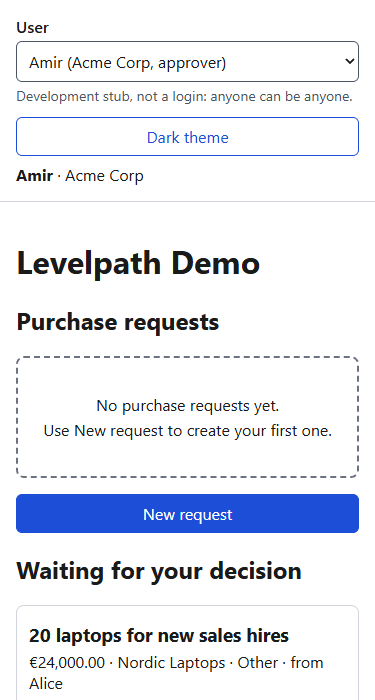 User
Amir (Acme Corp, approver)
Development stub, not a login: anyone can be anyone.
Dark theme
Amir · Acme Corp
Levelpath Demo
Purchase requests
No purchase requests yet.
Use New request to create your first one.
New request
Waiting for your decision
20 laptops for new sales hires
€24,000.00 · Nordic Laptops · Other · from
Alice